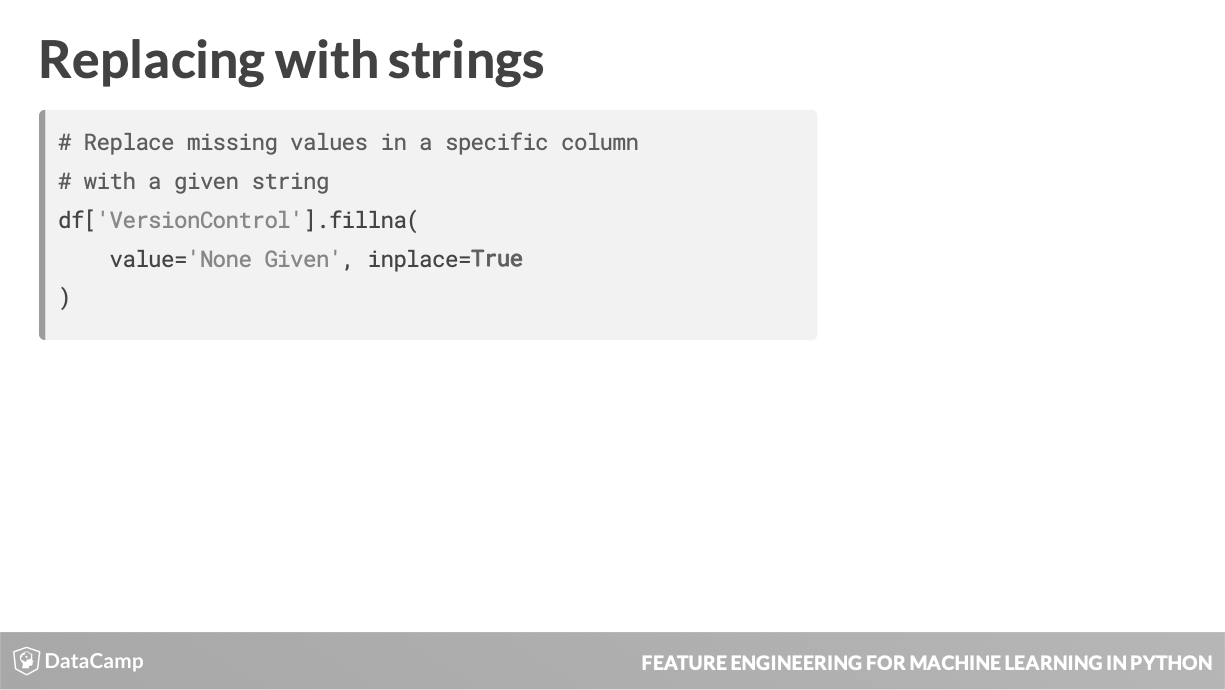 Replacing with strings
# Replace missing values in a specific column
# with a given string
df['VersionControl'].fillna(
    value='None Given', inplace=True
)
DataCamp
FEATURE ENGINEERING FOR MACHINE LEARNING IN PYTHON